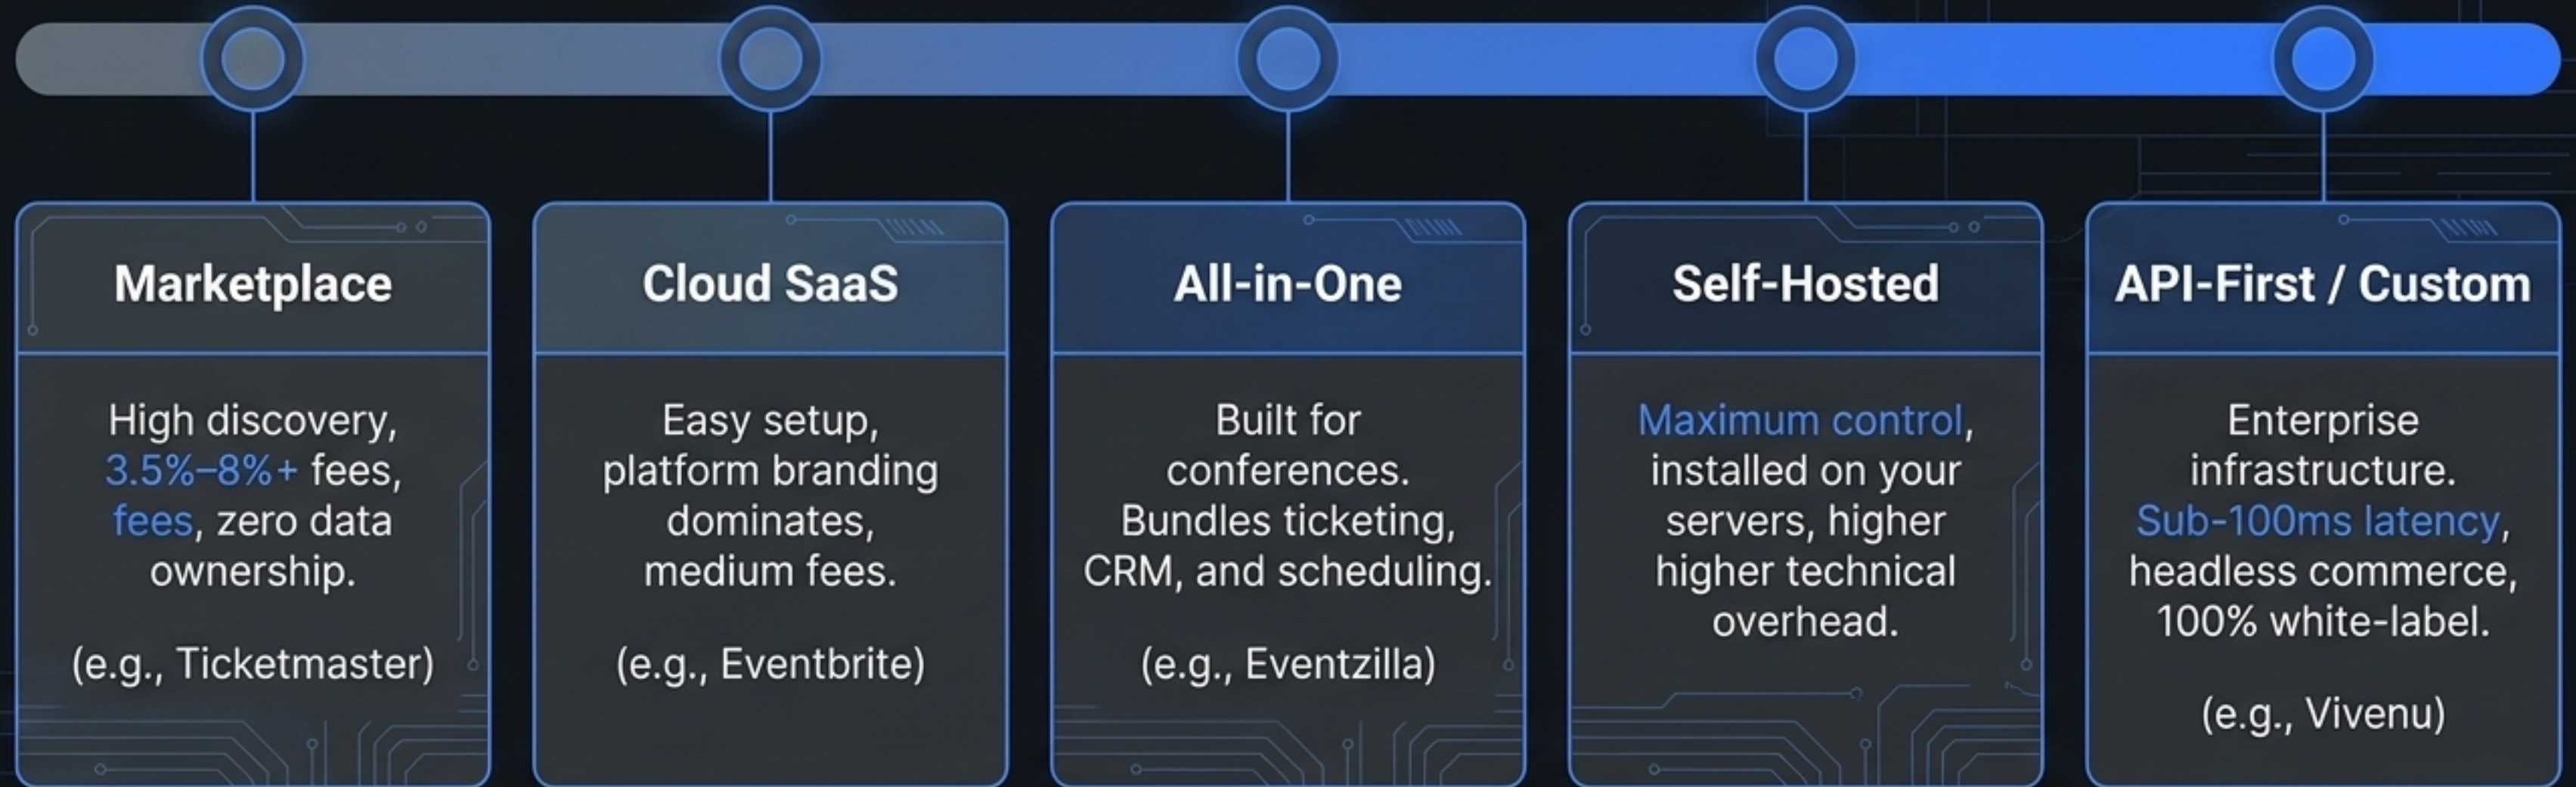 Marketplace
High discovery,
3.5%–8%+ fees,
fees, zero data
ownership.
(e.g., Ticketmaster)
Cloud SaaS
Easy setup,
platform branding
dominates,
medium fees.
(e.g., Eventbrite)
All-in-One
Built for
conferences.
Bundles ticketing,
CRM, and scheduling.
(e.g., Eventzilla)
Self-Hosted
Maximum control,
installed on your
servers, higher
higher technical
overhead.
API-First / Custom
Enterprise
infrastructure.
Sub-100ms latency,
headless commerce,
100% white-label.
(e.g., Vivenu)